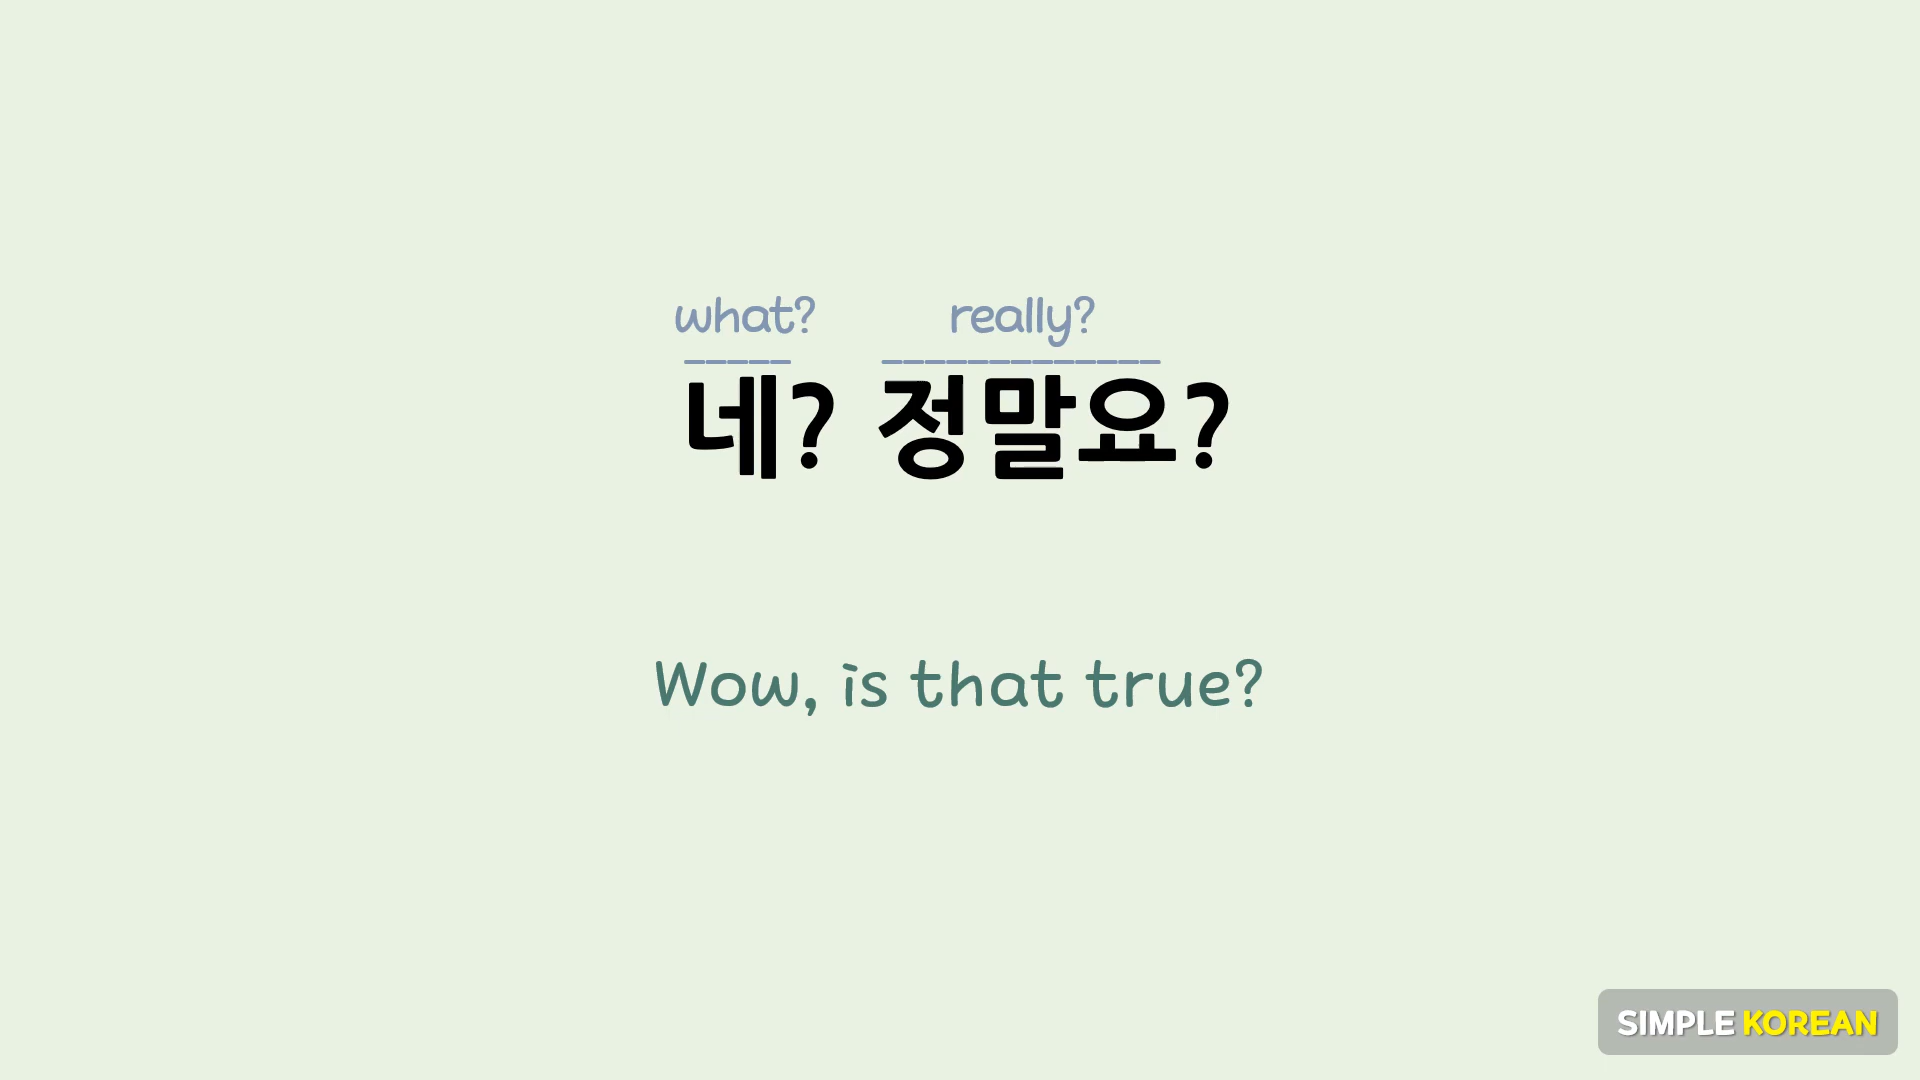 what? really?
네? 정말요?
Wow, is that true?
SIMPLE KOREAN